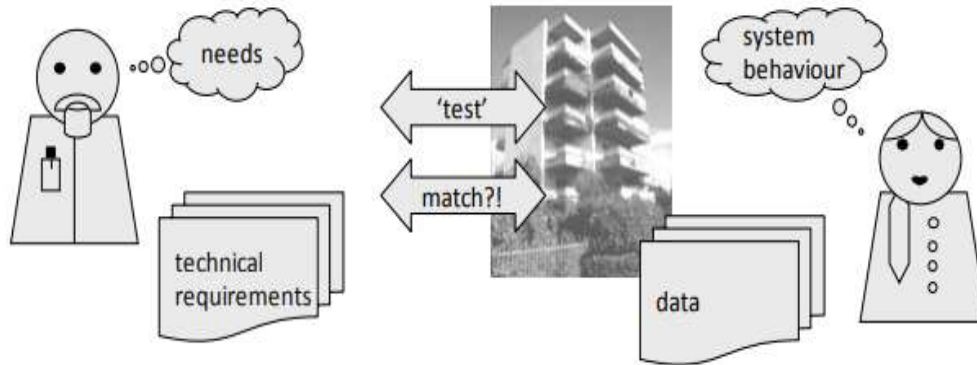 needs
system
behaviour
‘test’
match?!
technical
requirements
data